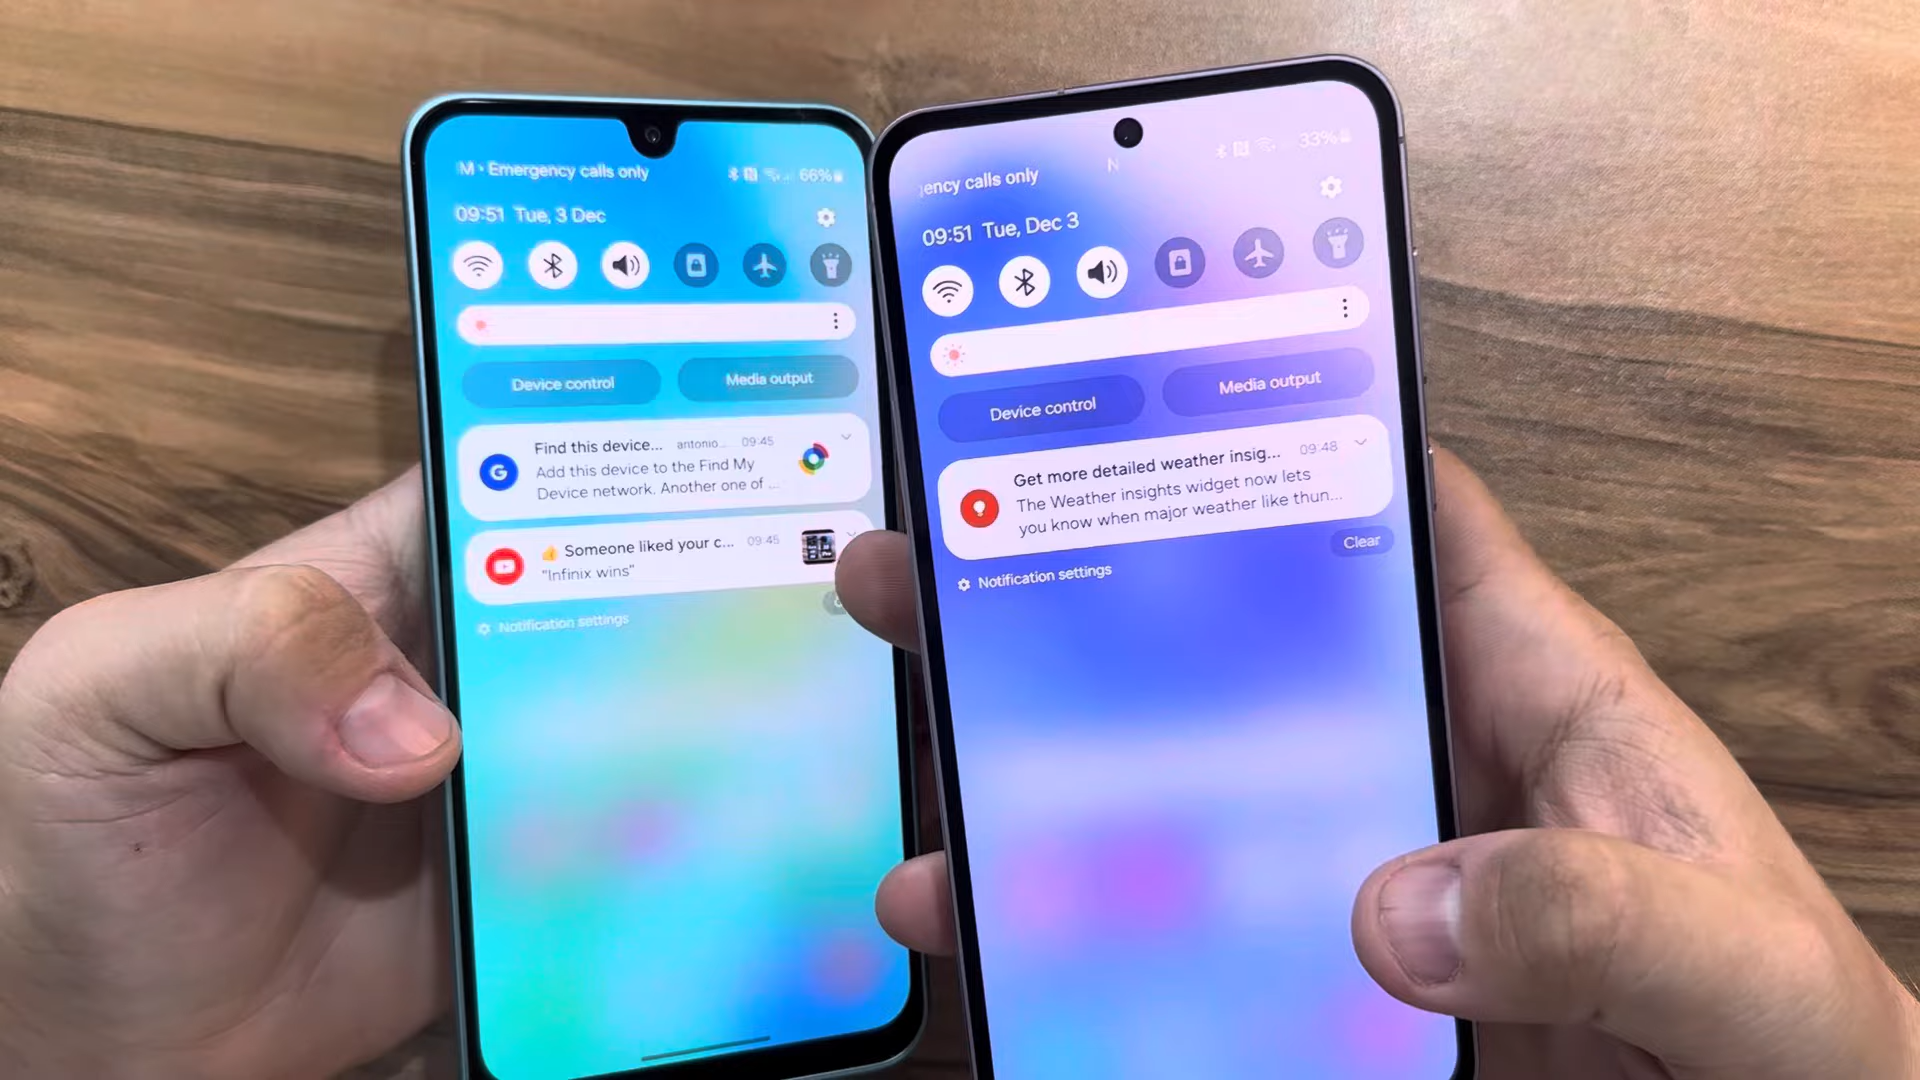 M • Emergency calls only
66%
09:51 Tue, 3 Dec
Device control
Media output
Find this device... antonio... 09:45
Add this device to the Find My
Device network. Another one of ...
G
👍 Someone liked your c... 09:45
"Infinix wins"
Notification settings
ency calls only
N
33%
09:51 Tue, Dec 3
Device control
Media output
Get more detailed weather insig... 09:48
The Weather insights widget now lets
you know when major weather like thun...
Clear
Notification settings